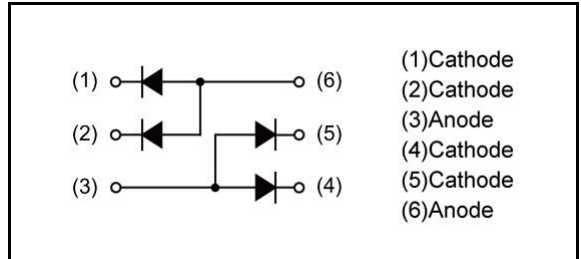 (1) (6)
(2) (5)
(3) (4)
(1)Cathode
(2)Cathode
(3)Anode
(4)Cathode
(5)Cathode
(6)Anode